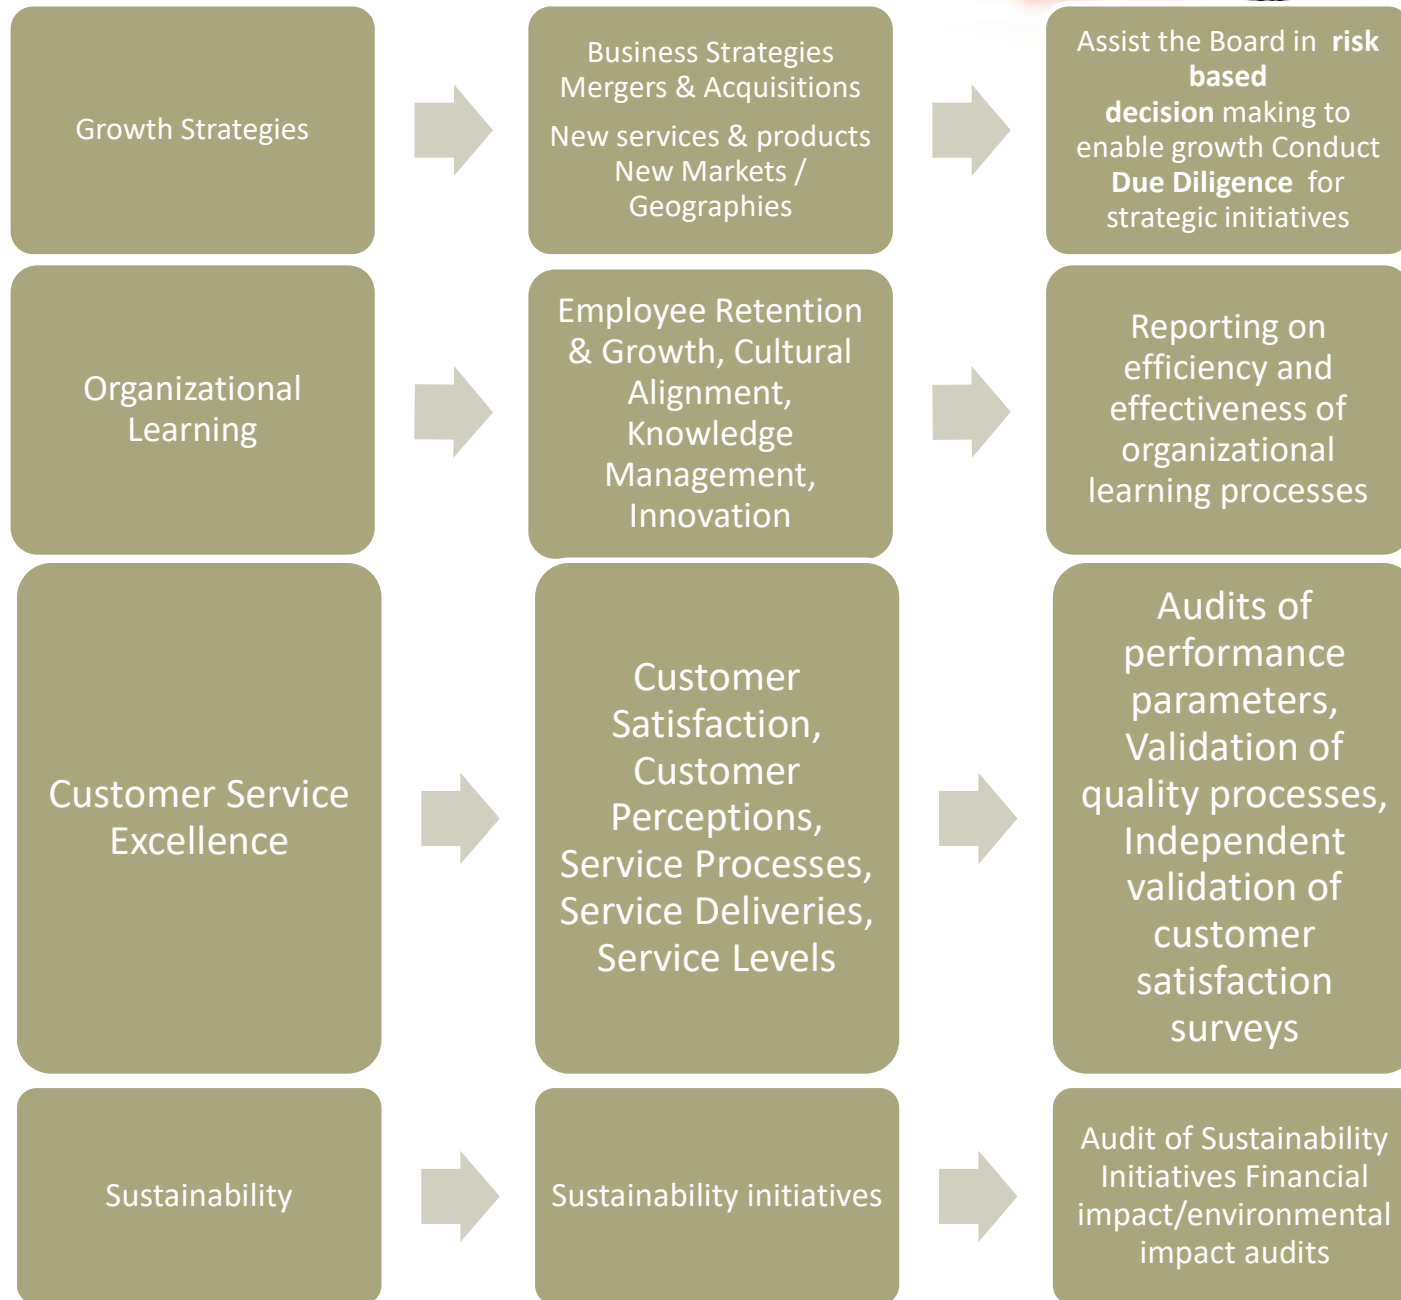 Growth Strategies
Business Strategies
Mergers & Acquisitions
New services & products
New Markets /
Geographies
Assist the Board in risk
based
decision making to
enable growth Conduct
Due Diligence for
strategic initiatives
Organizational
Learning
Employee Retention
& Growth, Cultural
Alignment,
Knowledge
Management,
Innovation
Reporting on
efficiency and
effectiveness of
organizational
learning processes
Customer Service
Excellence
Customer
Satisfaction,
Customer
Perceptions,
Service Processes,
Service Deliveries,
Service Levels
Audits of
performance
parameters,
Validation of
quality processes,
Independent
validation of
customer
satisfaction
surveys
Sustainability
Sustainability initiatives
Audit of Sustainability
Initiatives Financial
impact/environmental
impact audits